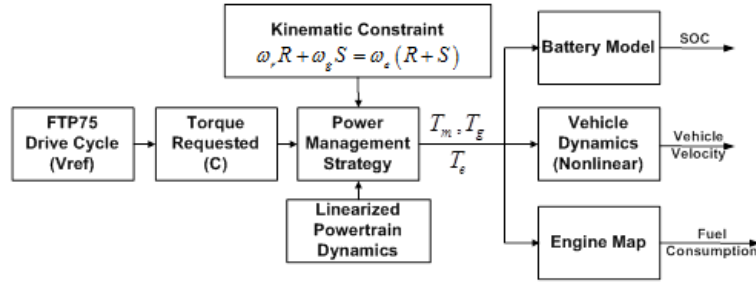 Kinematic Constraint
ω_r R + ω_g S = ω_e (R + S)
FTP75
Drive Cycle
(Vref)
Torque
Requested
(C)
Power
Management
Strategy
T_m , T_g
T_e
Linearized
Powertrain
Dynamics
Battery Model
SOC
Vehicle
Dynamics
(Nonlinear)
Vehicle
Velocity
Engine Map
Fuel
Consumption